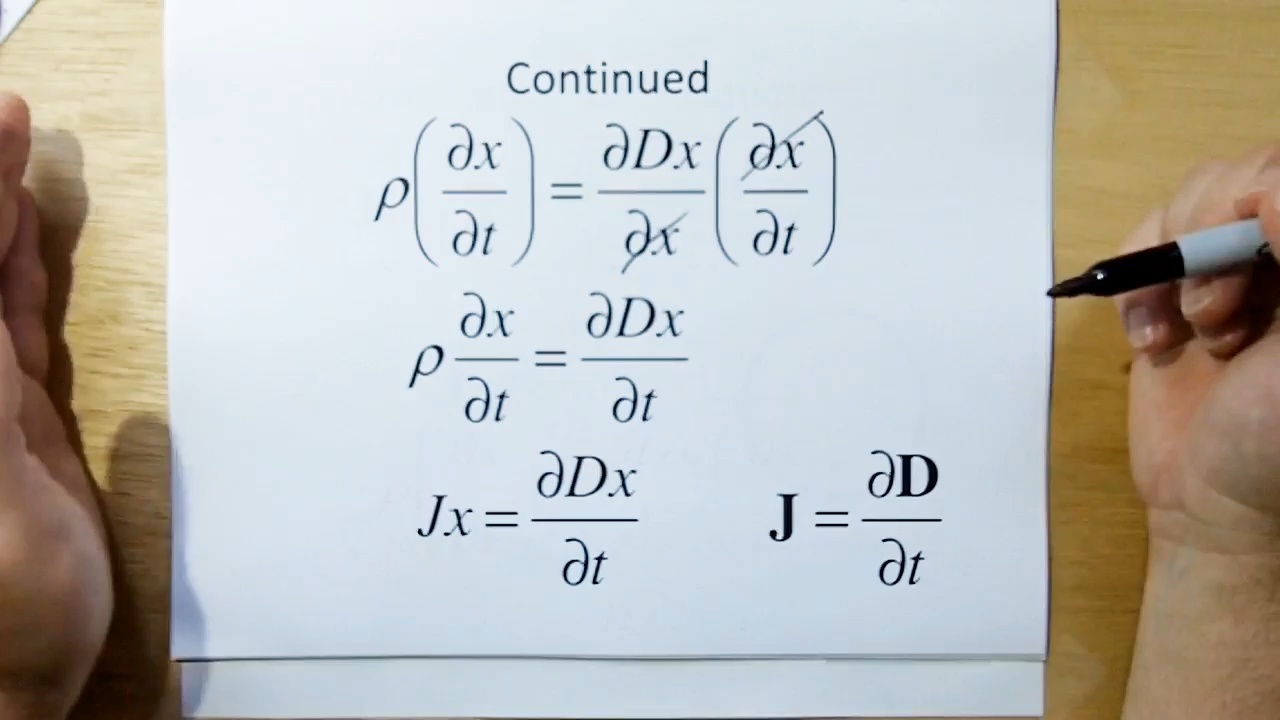 Continued
ρ(∂x/∂t) = ∂Dx/∂x (∂x/∂t)
ρ ∂x/∂t = ∂Dx/∂t
Jx = ∂Dx/∂t    𝐉 = ∂𝐃/∂t